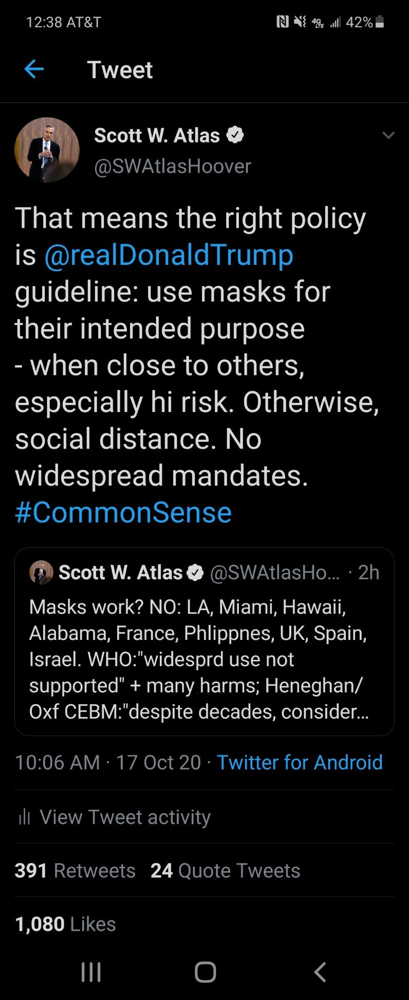 12:38 AT&T 4G LTE 42%
Tweet
Scott W. Atlas
@SWAtlasHoover
That means the right policy
is @realDonaldTrump
guideline: use masks for
their intended purpose
- when close to others,
especially hi risk. Otherwise,
social distance. No
widespread mandates.
#CommonSense
Scott W. Atlas @SWAtlasHo... · 2h
Masks work? NO: LA, Miami, Hawaii,
Alabama, France, Phlippnes, UK, Spain,
Israel. WHO:"widesprd use not
supported" + many harms; Heneghan/
Oxf CEBM:"despite decades, consider...
10:06 AM · 17 Oct 20 · Twitter for Android
View Tweet activity
391 Retweets 24 Quote Tweets
1,080 Likes